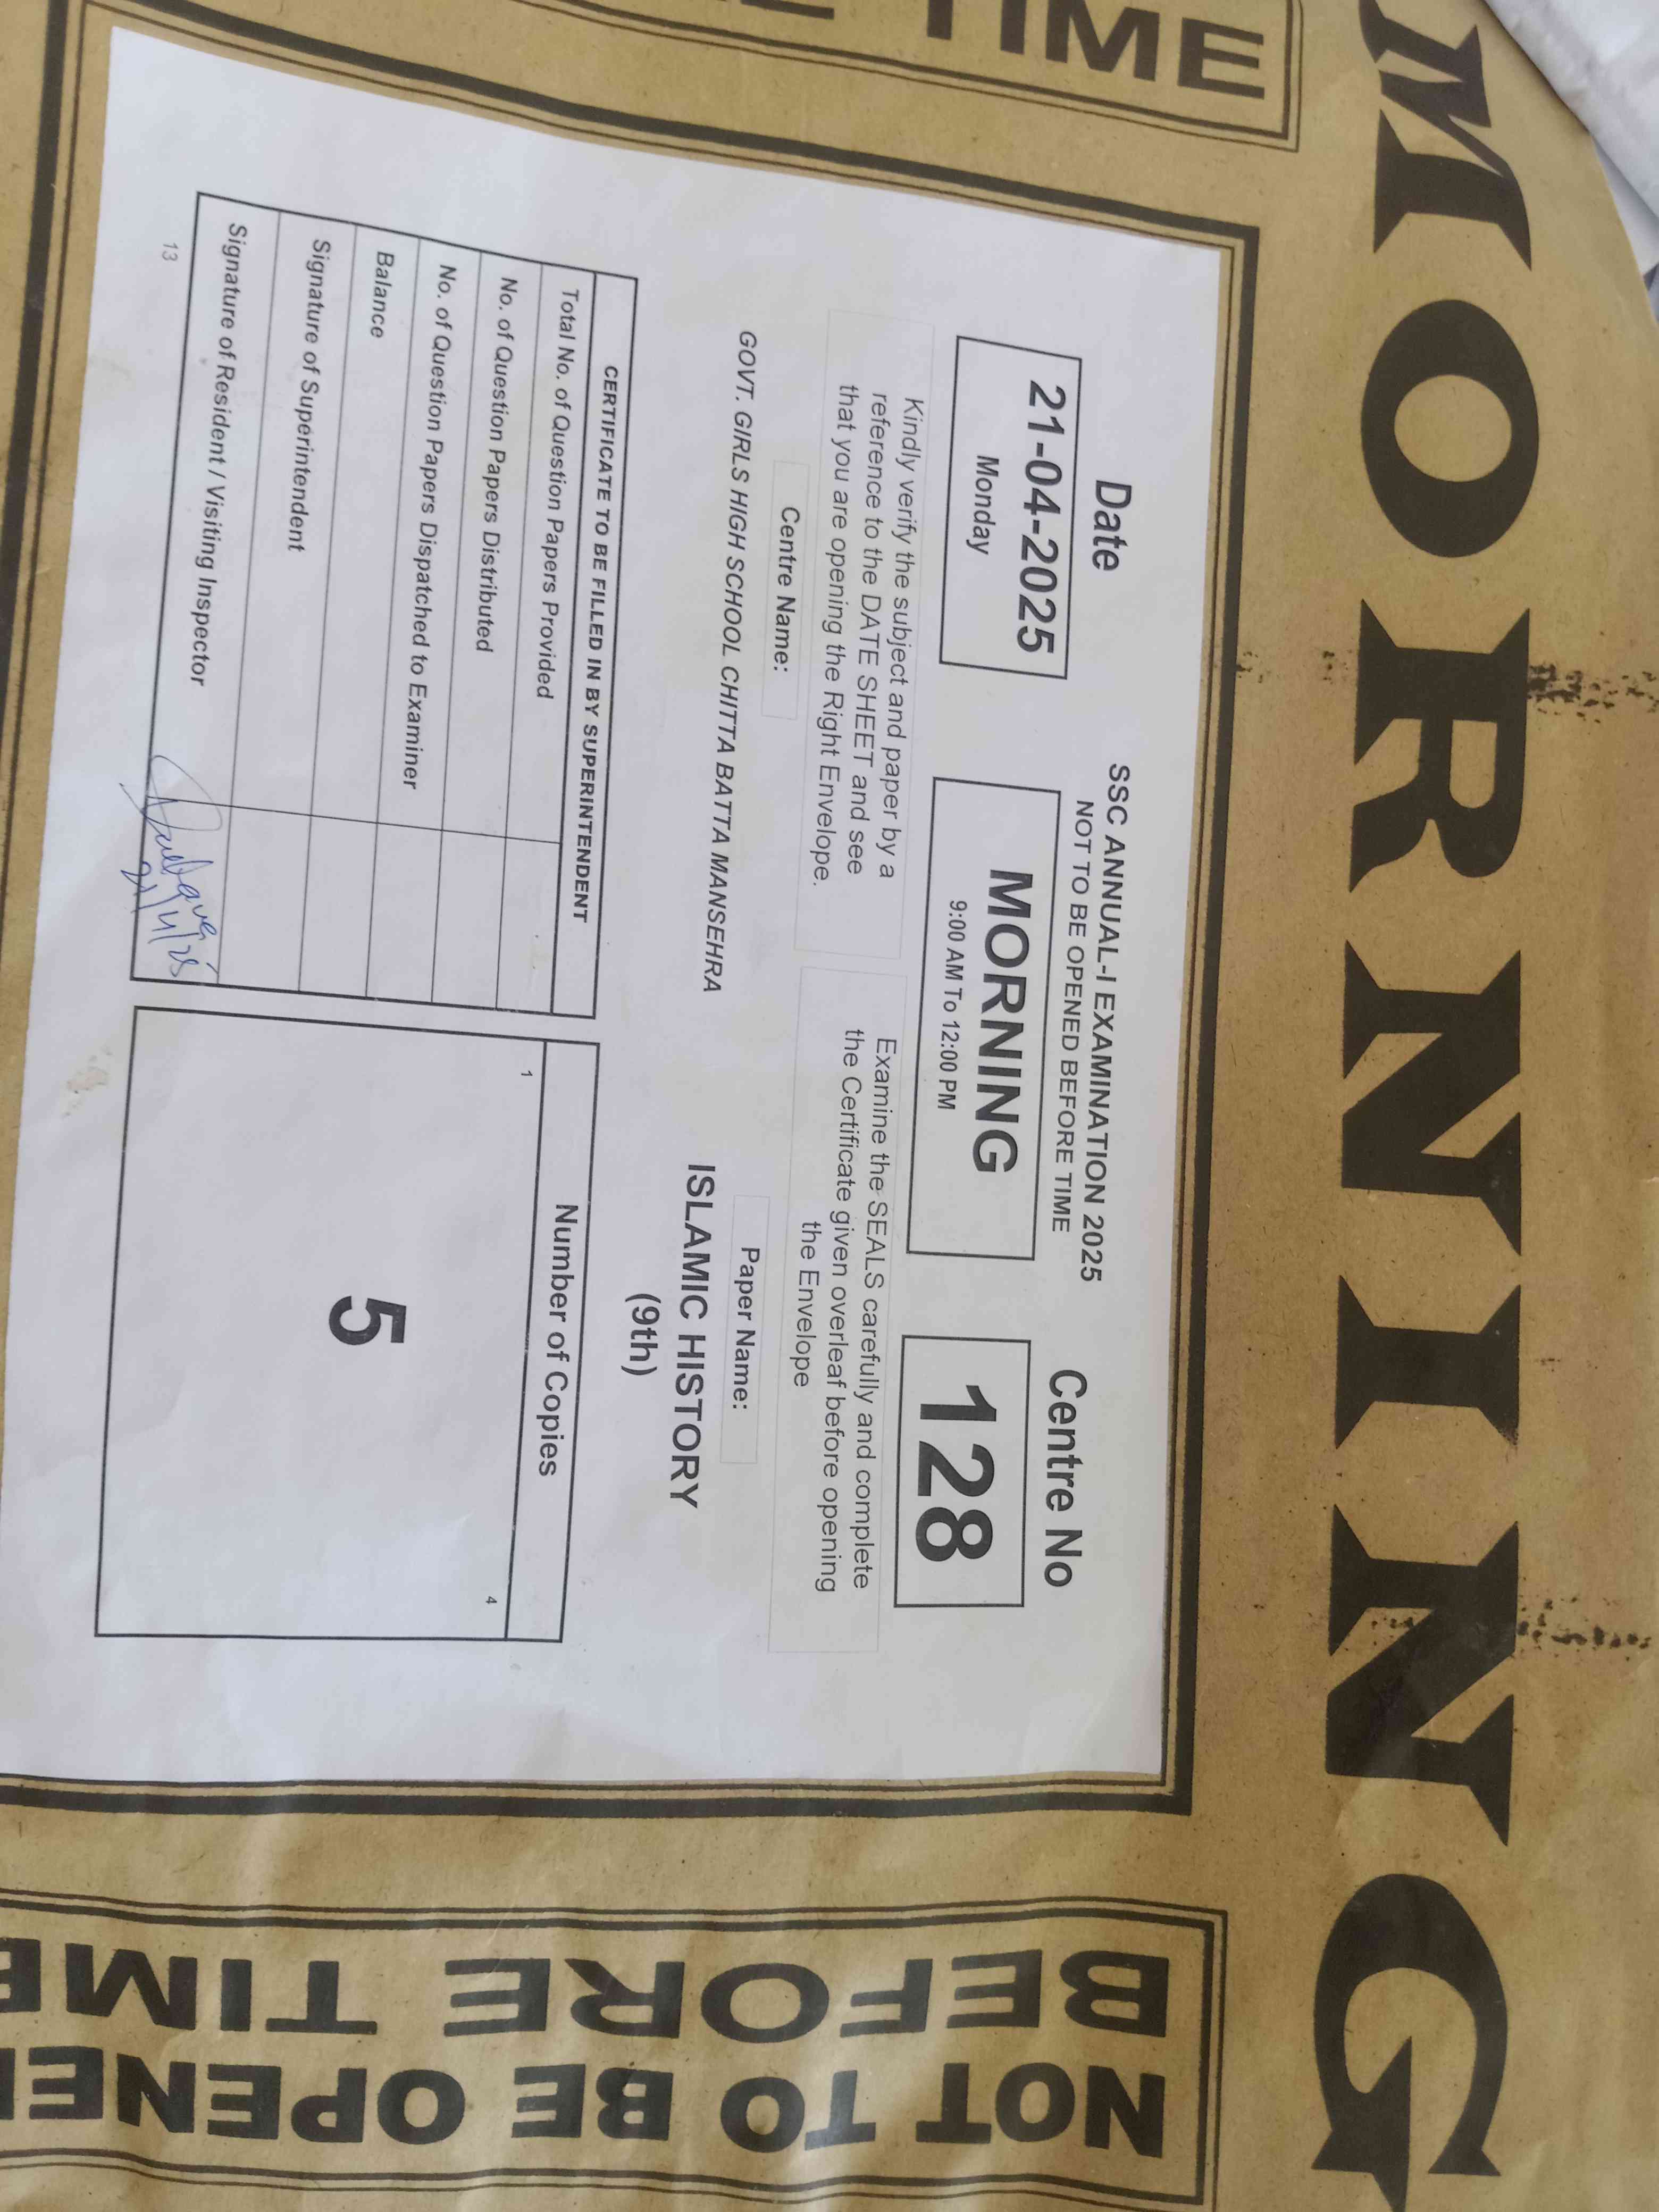 MORNING
TIME
SSC ANNUAL-I EXAMINATION 2025
NOT TO BE OPENED BEFORE TIME
Date
21-04-2025
Monday
MORNING
9:00 AM To 12:00 PM
Centre No
128
Kindly verify the subject and paper by a
reference to the DATE SHEET and see
that you are opening the Right Envelope.
Examine the SEALS carefully and complete
the Certificate given overleaf before opening
the Envelope
Centre Name:
GOVT. GIRLS HIGH SCHOOL CHITTA BATTA MANSEHRA
Paper Name:
ISLAMIC HISTORY
(9th)
CERTIFICATE TO BE FILLED IN BY SUPERINTENDENT
Total No. of Question Papers Provided
No. of Question Papers Distributed
No. of Question Papers Dispatched to Examiner
Balance
Signature of Superintendent
Signature of Resident / Visiting Inspector
21/4/25
13
Number of Copies
1
4
5
NOT TO BE OPENE
BEFORE TIME